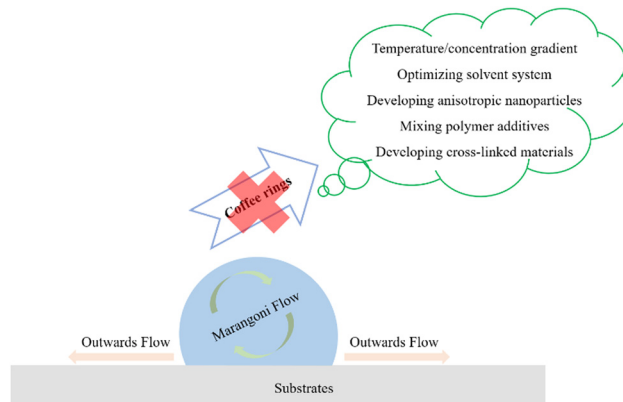 Temperature/concentration gradient
Optimizing solvent system
Developing anisotropic nanoparticles
Mixing polymer additives
Developing cross-linked materials
Coffee rings
Marangoni Flow
Outwards Flow
Outwards Flow
Substrates